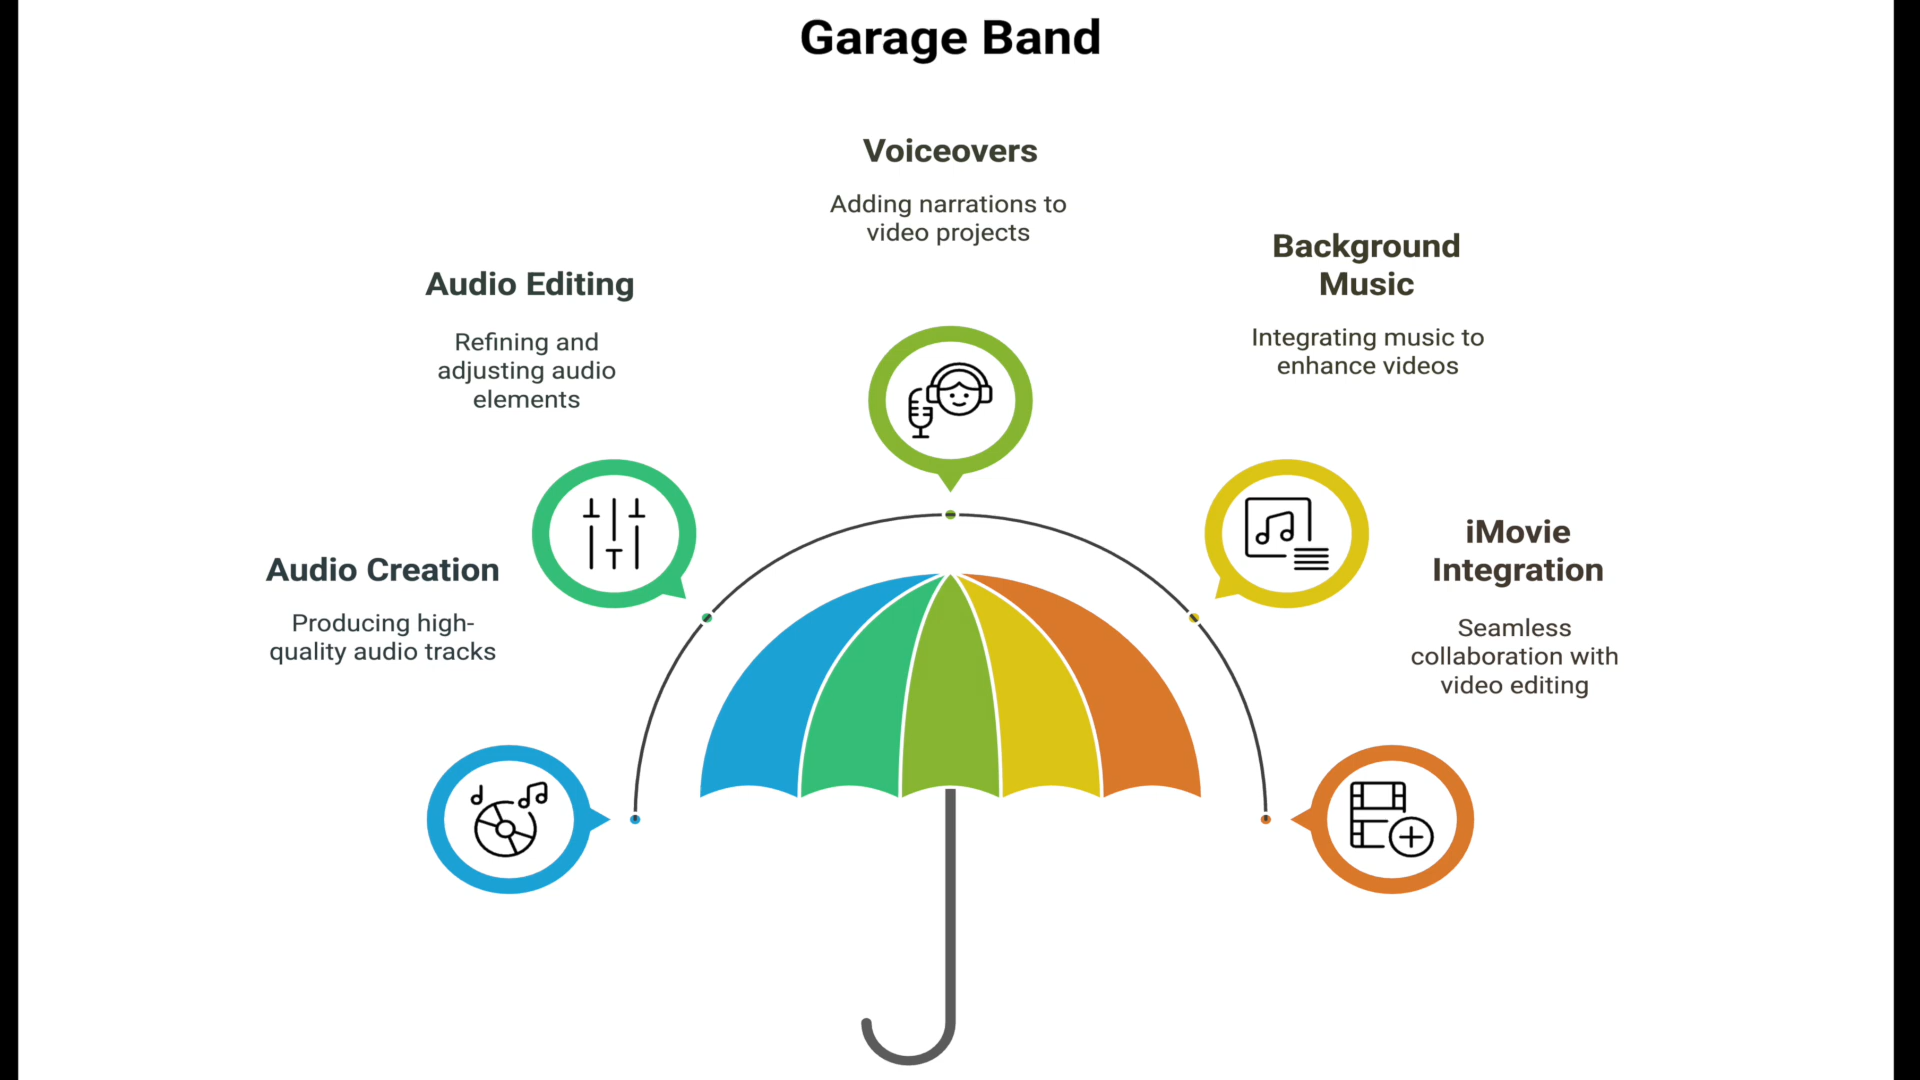 Garage Band
Voiceovers
Adding narrations to
video projects
Background
Music
Integrating music to
enhance videos
Audio Editing
Refining and
adjusting audio
elements
iMovie
Integration
Seamless
collaboration with
video editing
Audio Creation
Producing high-
quality audio tracks